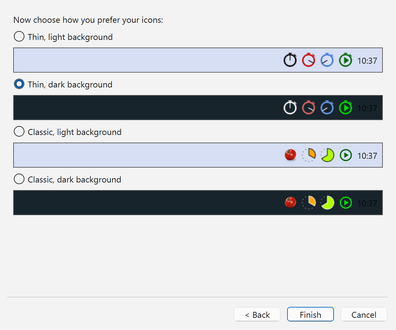 Now choose how you prefer your icons:
Thin, light background
10:37
Thin, dark background
10:37
Classic, light background
10:37
Classic, dark background
10:37
< Back
Finish
Cancel